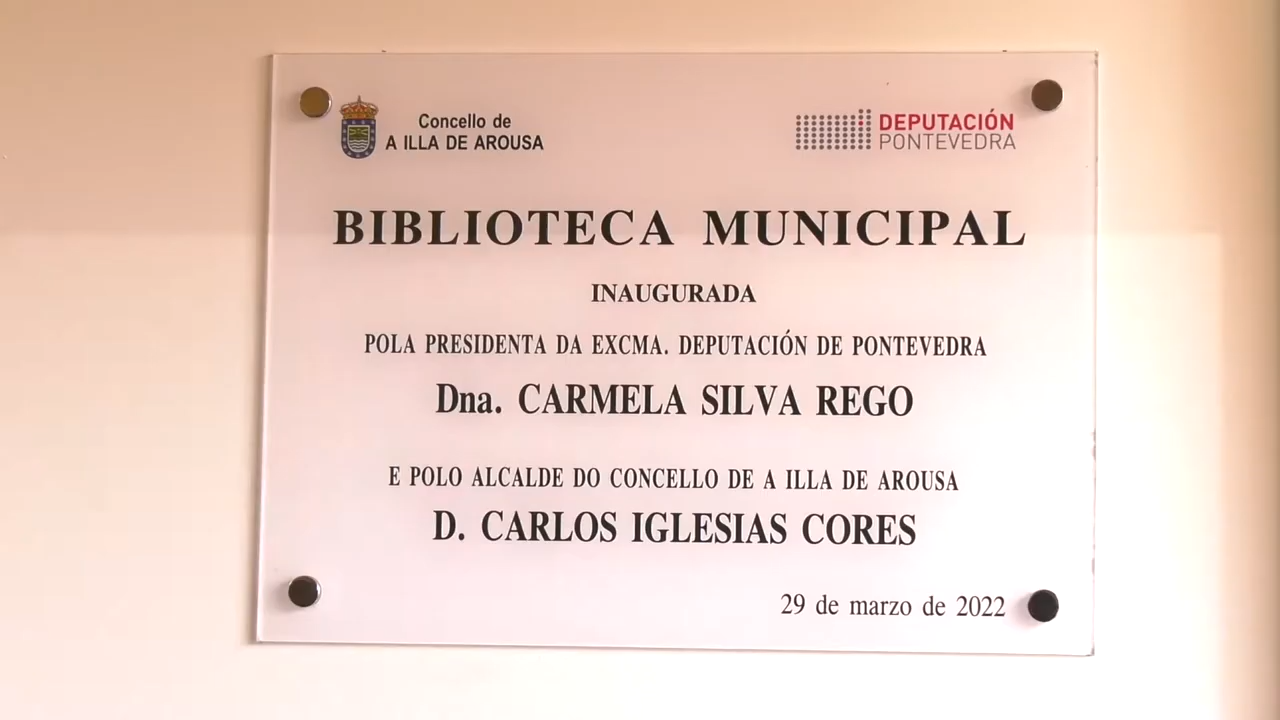 Concello de
A ILLA DE AROUSA
DEPUTACIÓN
PONTEVEDRA
BIBLIOTECA MUNICIPAL
INAUGURADA
POLA PRESIDENTA DA EXCMA. DEPUTACIÓN DE PONTEVEDRA
Dna. CARMELA SILVA REGO
E POLO ALCALDE DO CONCELLO DE A ILLA DE AROUSA
D. CARLOS IGLESIAS CORES
29 de marzo de 2022